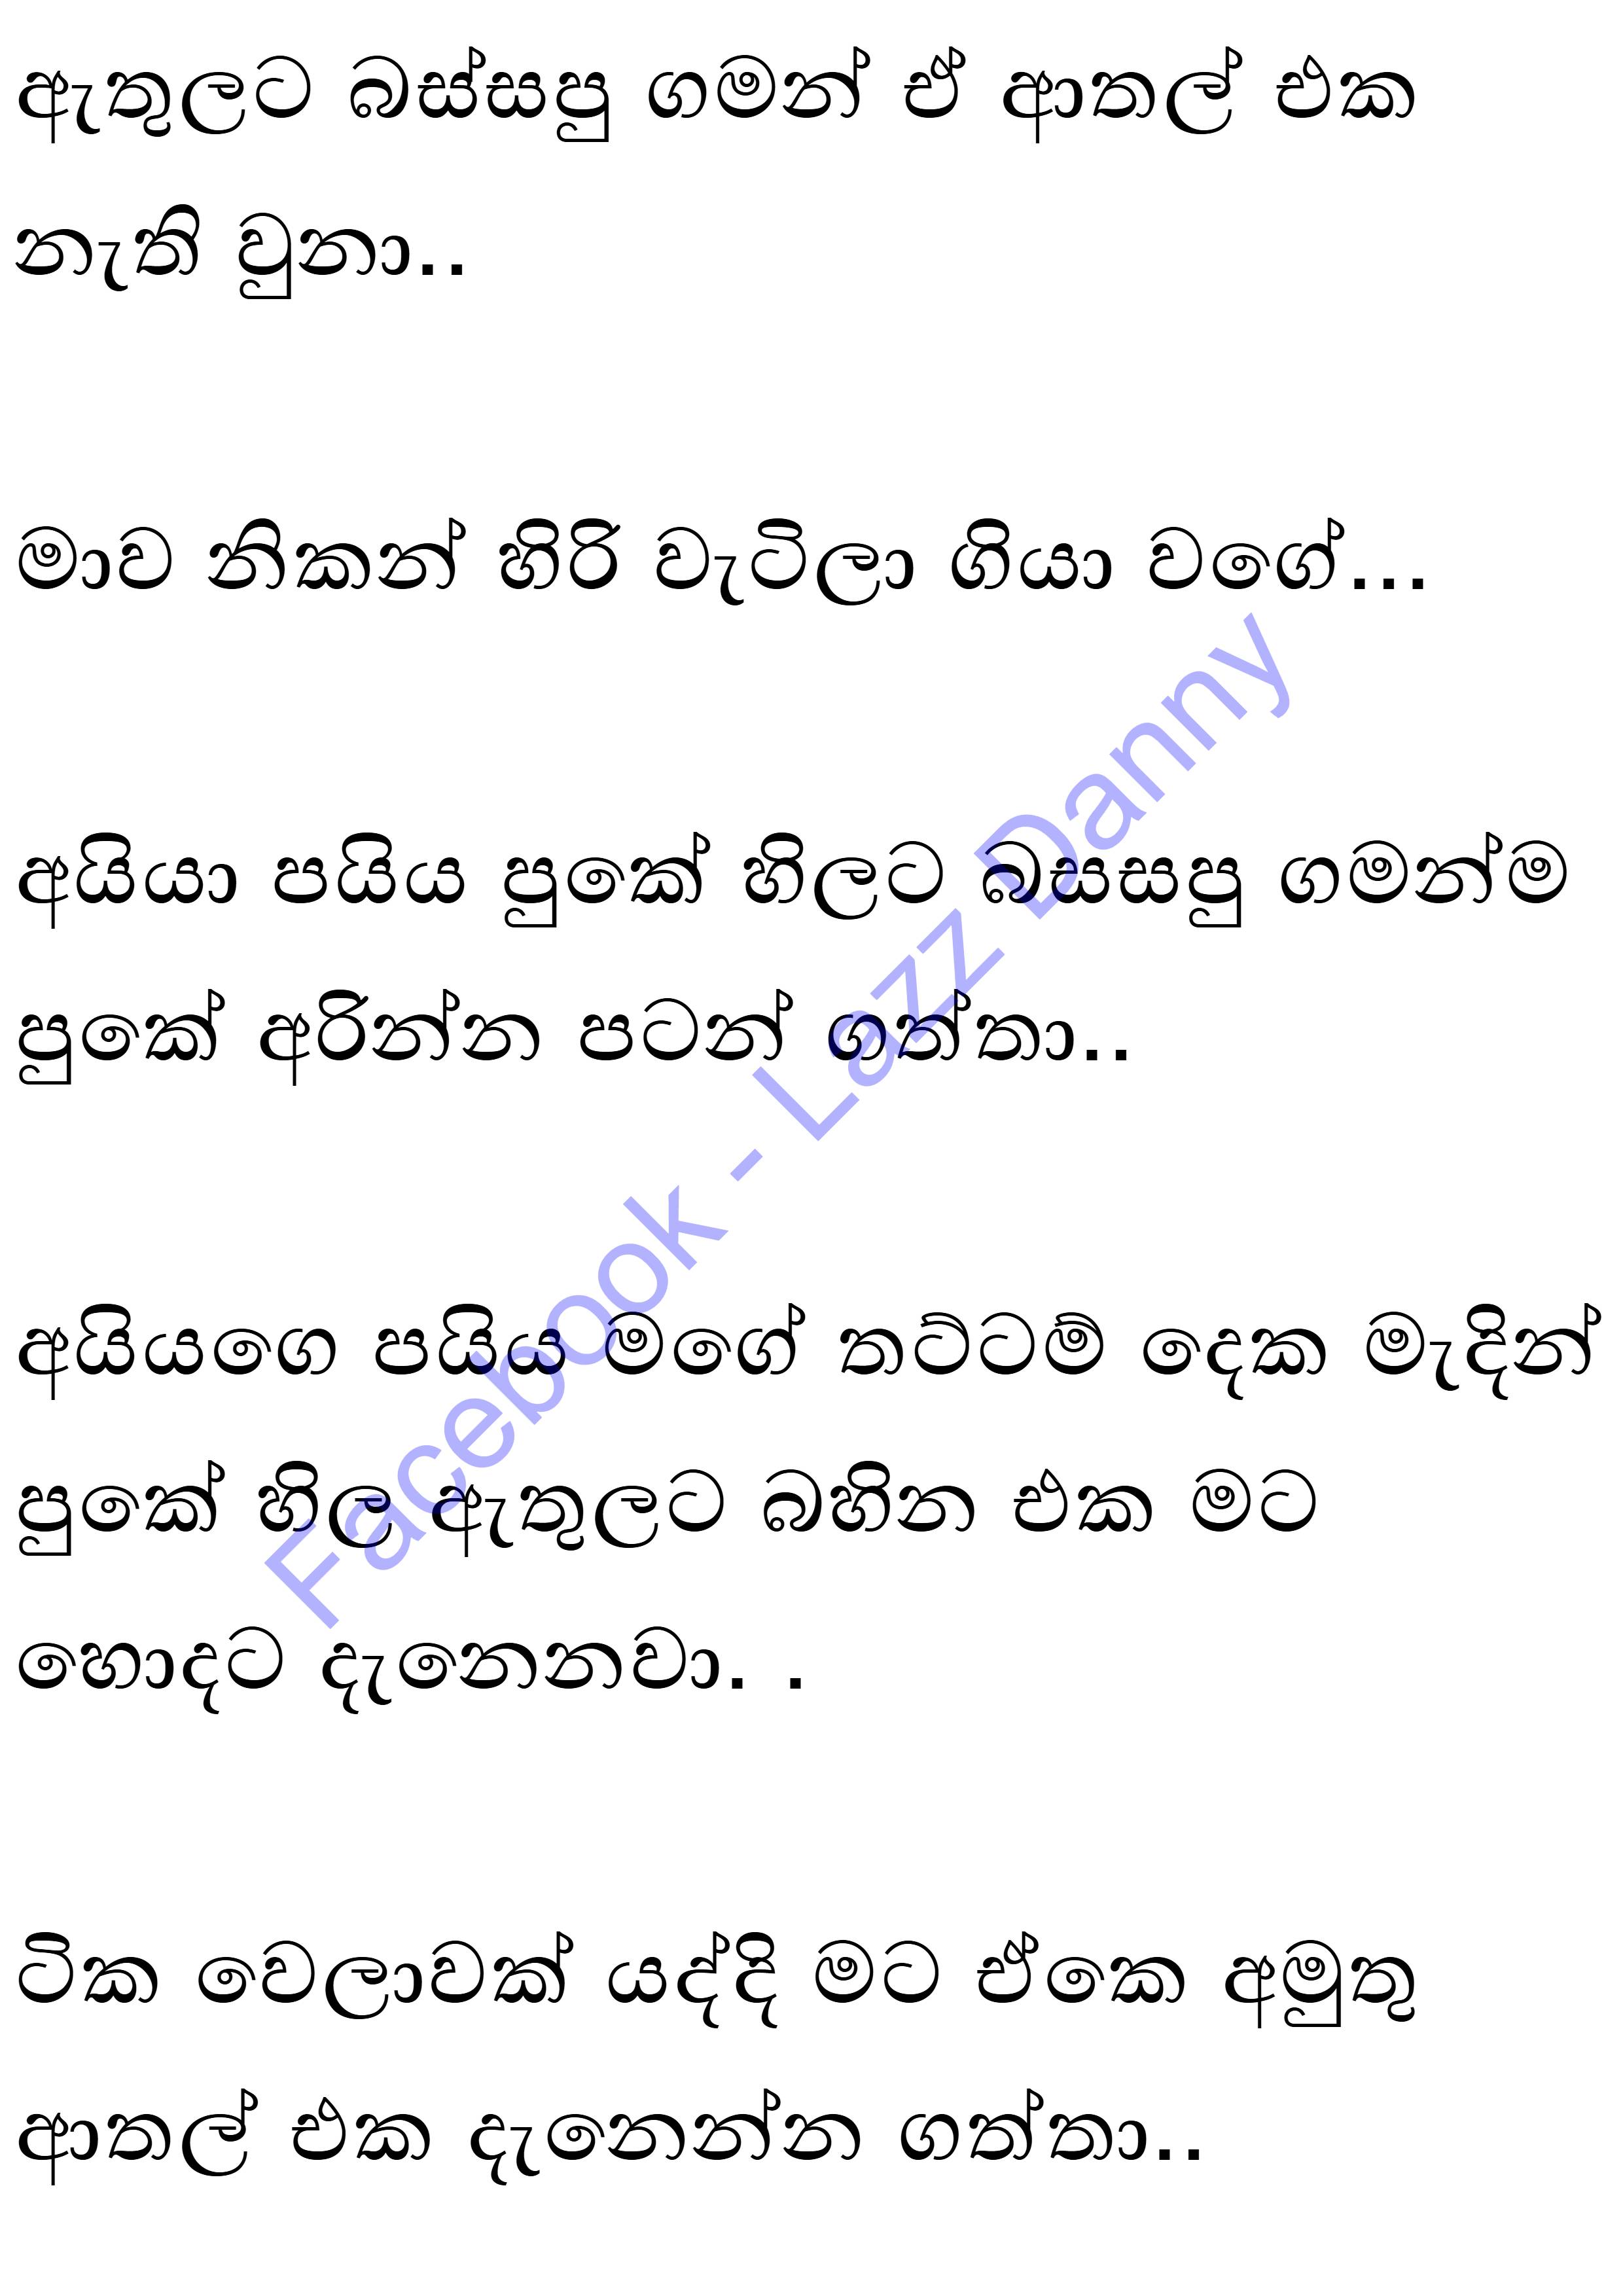 ඇතුලට බස්සපු ගමන් ඒ ආතල් එක
නැති වුනා..
මාව නිකන් හිරි වැටිලා ගියා වගේ...
අයියා පයිය පුකේ හිලට බසසපු ගමන්ම
පුකේ අරින්න පටන් ගත්තා..
අයියගෙ පයිය මගේ තට්ටම් දෙක මැදින්
පුකේ හිල ඇතුලට බහින එක මට
හොදට දැනෙනවා. .
ටික වෙලාවක් යද්දි මට ඒකෙ අමුතු
ආතල් එක දැනෙන්න ගත්තා..
Facebook - Lazz Danny